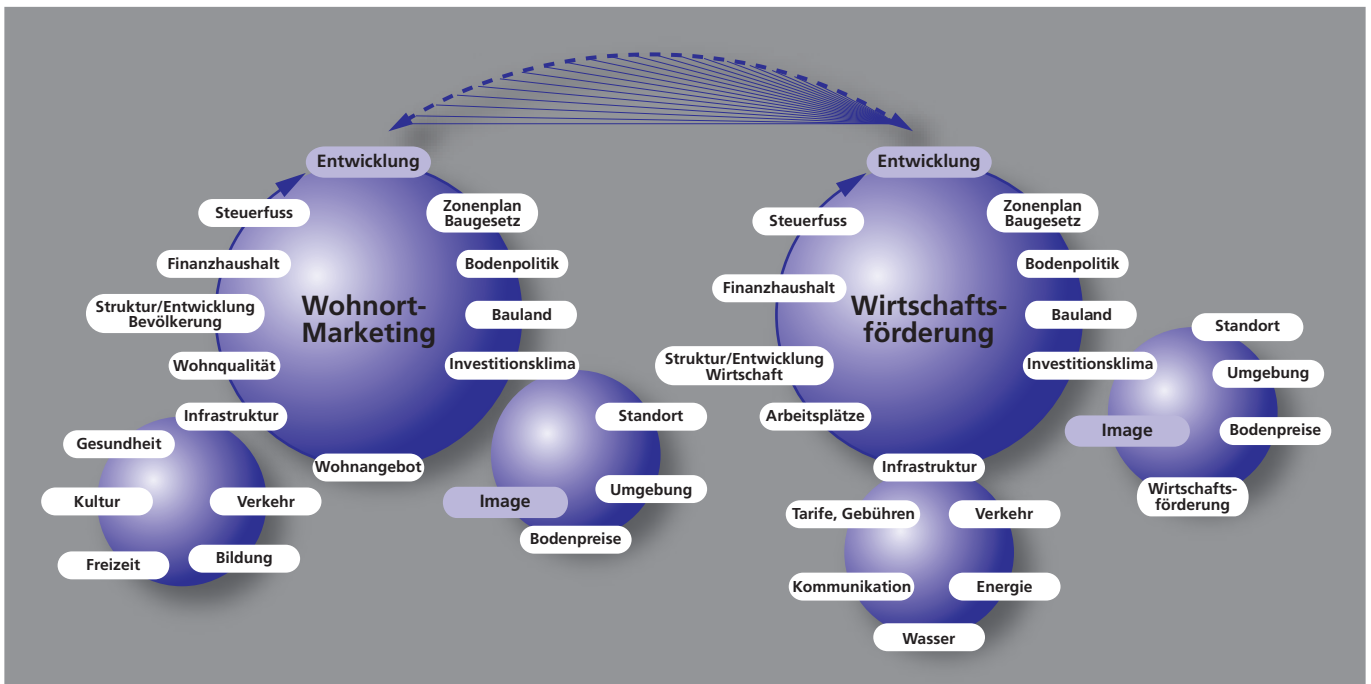 Entwicklung
Steuerfuss
Zonenplan
Baugesetz
Finanzhaushalt
Bodenpolitik
Struktur/Entwicklung
Bevölkerung
Wohnort-
Marketing
Bauland
Wohnqualität
Investitionsklima
Infrastruktur
Wohnangebot
Gesundheit
Kultur
Verkehr
Freizeit
Bildung
Standort
Umgebung
Image
Bodenpreise
Entwicklung
Steuerfuss
Zonenplan
Baugesetz
Finanzhaushalt
Bodenpolitik
Wirtschafts-
förderung
Bauland
Struktur/Entwicklung
Wirtschaft
Investitionsklima
Arbeitsplätze
Infrastruktur
Tarife, Gebühren
Verkehr
Kommunikation
Energie
Wasser
Standort
Umgebung
Image
Bodenpreise
Wirtschafts-
förderung